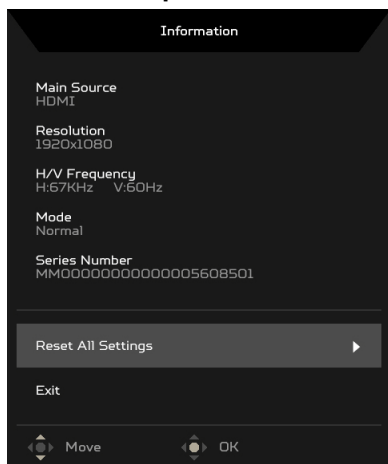 Information
Main Source
HDMI
Resolution
1920x1080
H/V Frequency
H:67KHz V:60Hz
Mode
Normal
Series Number
MM00000000000005608501
Reset All Settings
Exit
Move OK